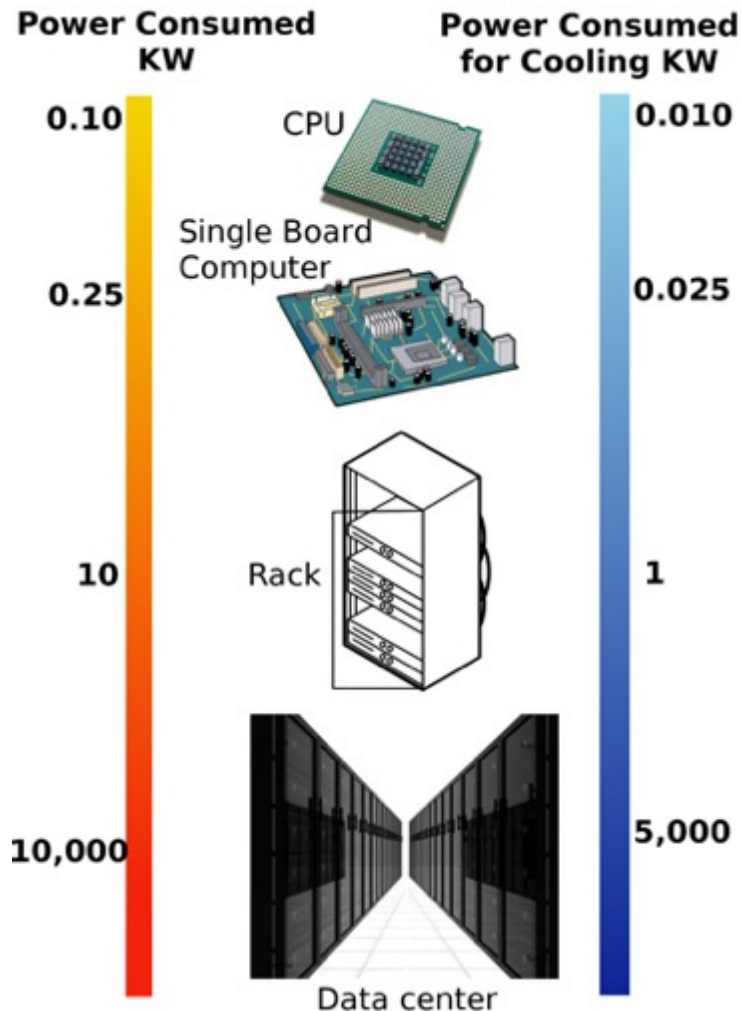 Power Consumed
KW
Power Consumed
for Cooling KW
0.10
CPU
0.010
Single Board
Computer
0.25
0.025
10
Rack
1
10,000
5,000
Data center